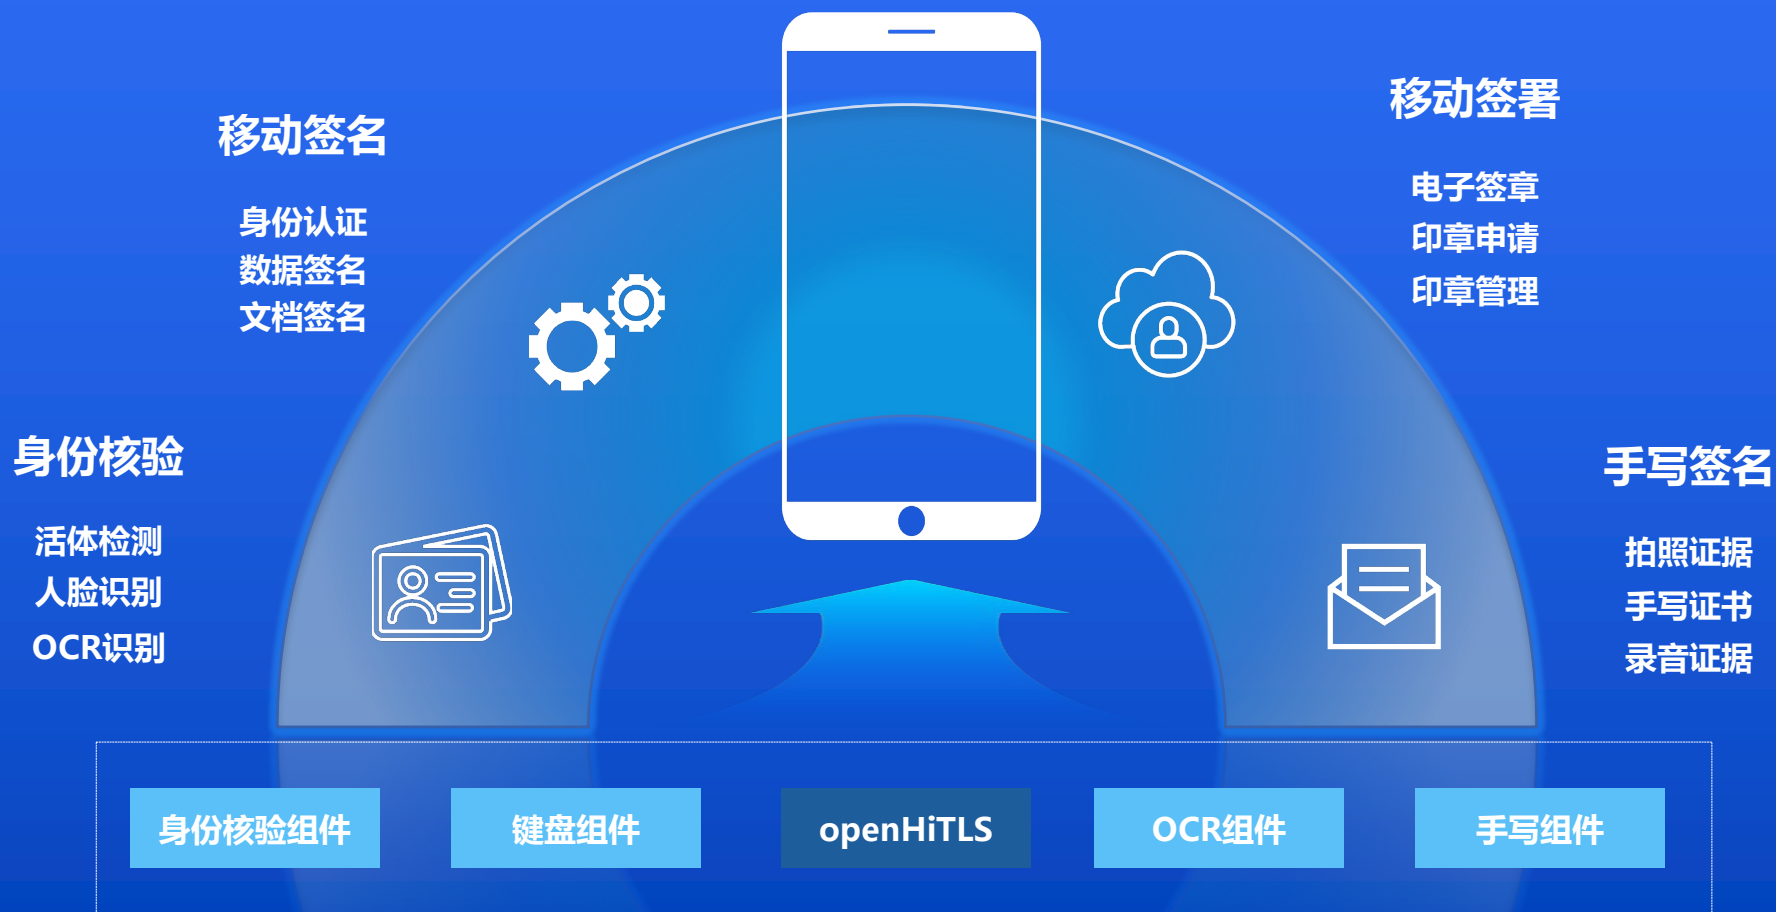 移动签名
身份认证
数据签名
文档签名
移动签署
电子签章
印章申请
印章管理
身份核验
活体检测
人脸识别
OCR识别
手写签名
拍照证据
手写证书
录音证据
身份核验组件
键盘组件
openHiTLS
OCR组件
手写组件